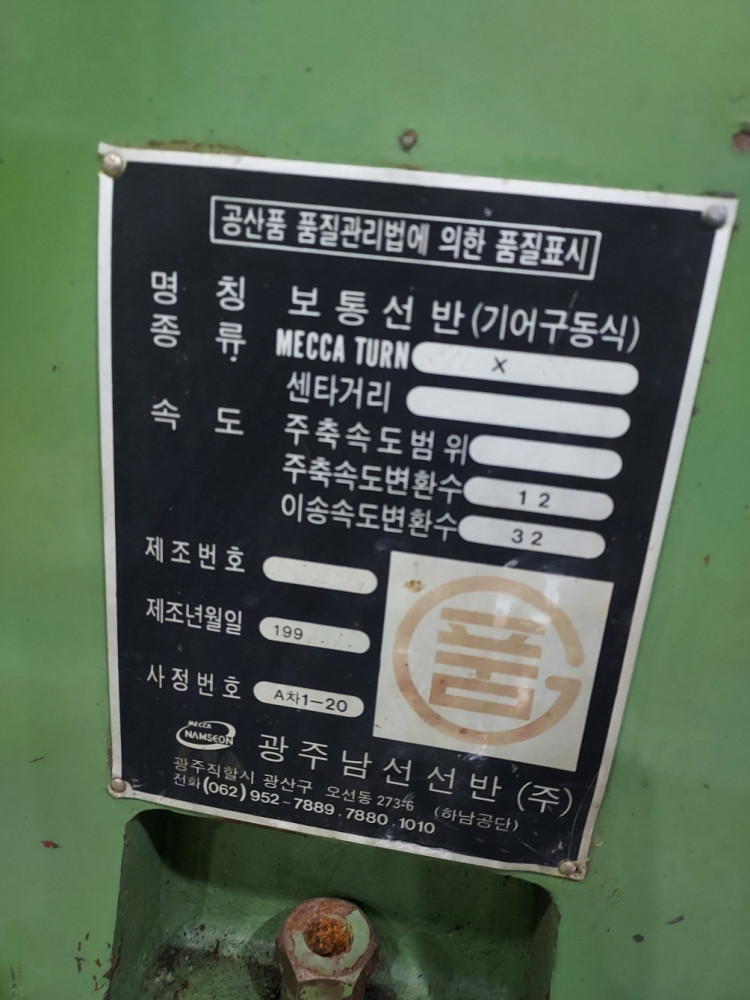 공산품 품질관리법에 의한 품질표시
명 칭 보통선반(기어구동식)
종 류 MECCA TURN X
센타거리
속 도 주축속도범위
주축속도변환수 12
이송속도변환수 32
제조번호
제조년월일 199 . . .
사정번호 A차1-20
품
MECCA NAMSEON 광주남선선반(주)
광주직할시 광산구 오선동 273-6 (하남공단)
전화(062)952-7889.7880.1010